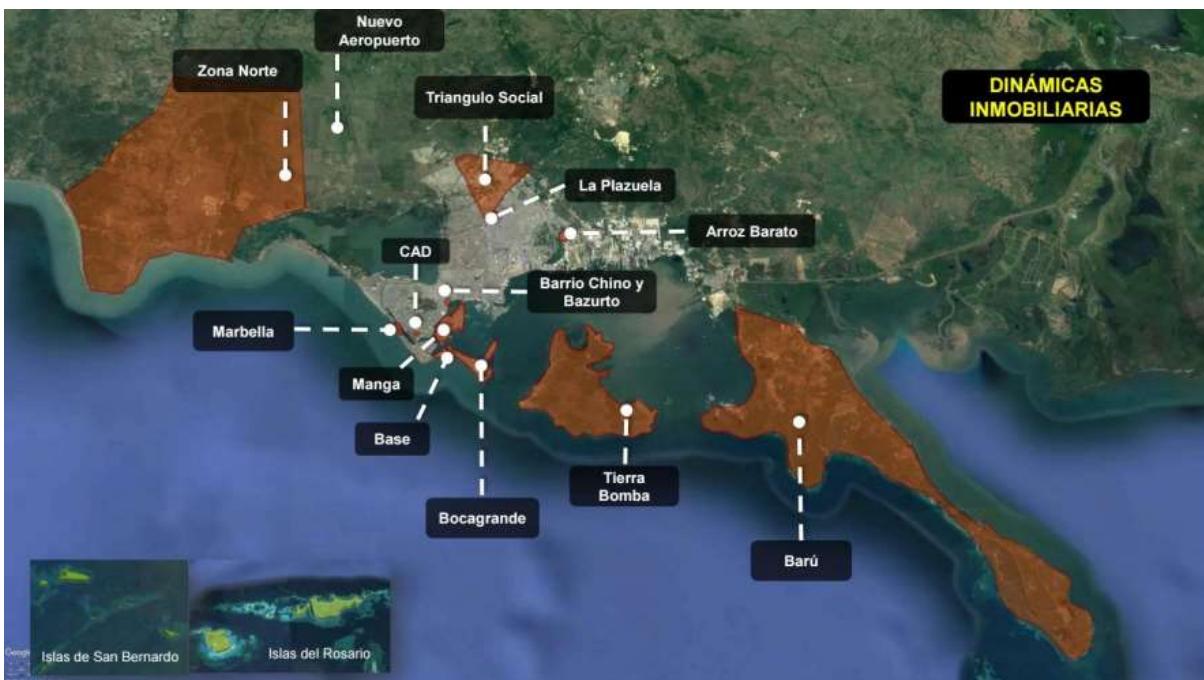 Nuevo
Aeropuerto
Zona Norte
DINÁMICAS
INMOBILIARIAS
Triangulo Social
La Plazuela
Arroz Barato
CAD
Barrio Chino y
Bazurto
Marbella
Manga
Base
Tierra
Bomba
Bocagrande
Barú
Islas de San Bernardo
Islas del Rosario
Google